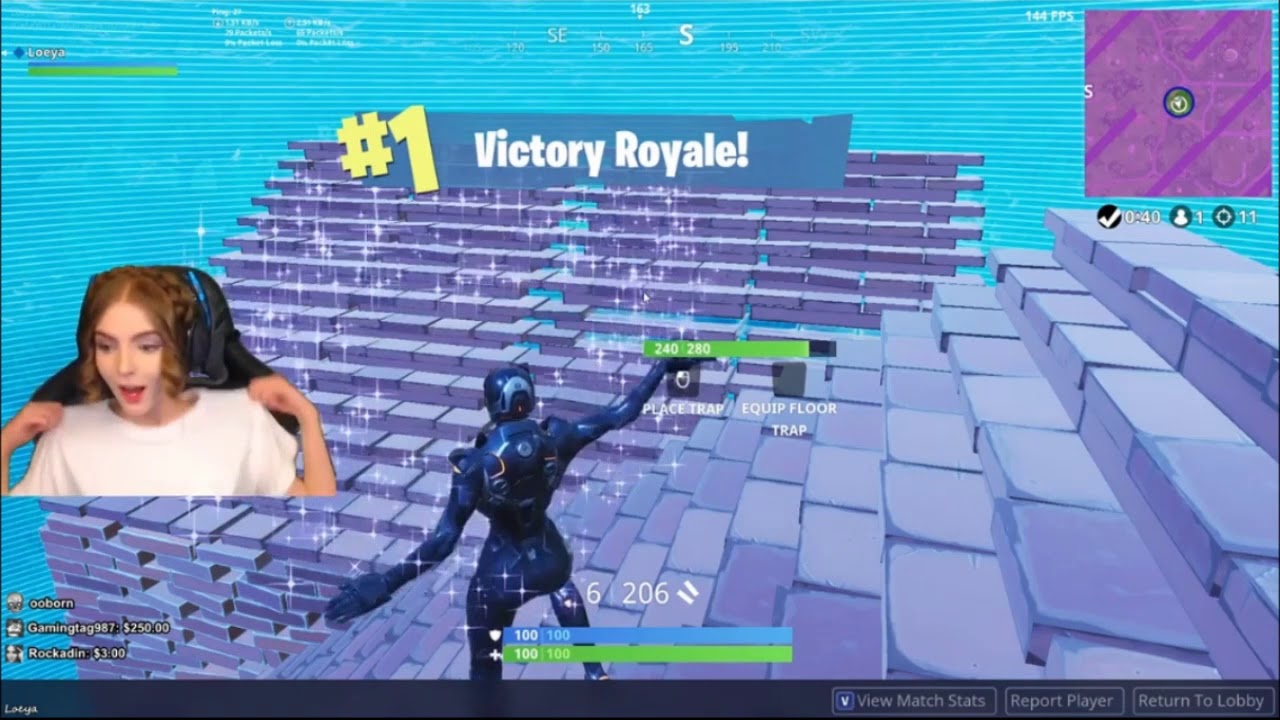 163
144 FPS
Loeya
SE
S
120
150
165
195
210
S
#1 Victory Royale!
0:40 1 11
240 280
PLACE TRAP
EQUIP FLOOR
TRAP
6 206
ooborn
Gamingtag987: $250.00
Rockadin: $3.00
100 100
100 100
V View Match Stats
Report Player
Return To Lobby
Loeya